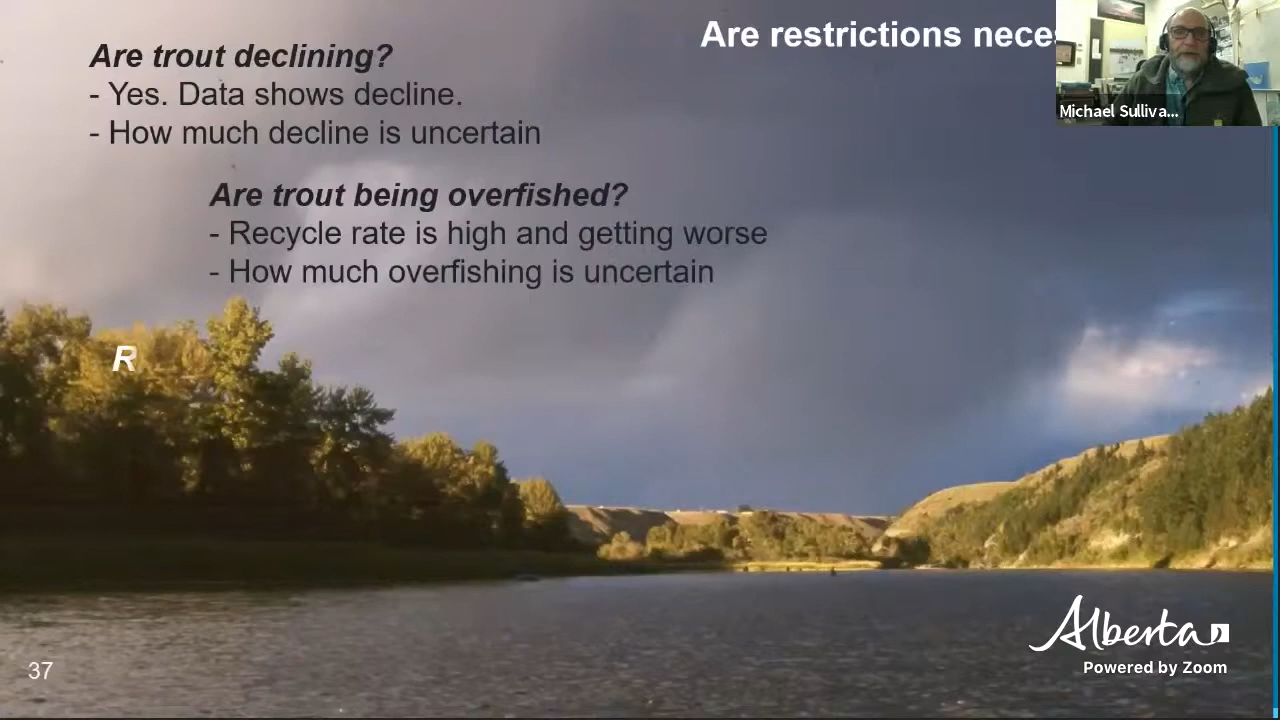 Are restrictions neces
Michael Sulliva...
Are trout declining?
- Yes. Data shows decline.
- How much decline is uncertain
Are trout being overfished?
- Recycle rate is high and getting worse
- How much overfishing is uncertain
R
Alberta
Powered by Zoom
37